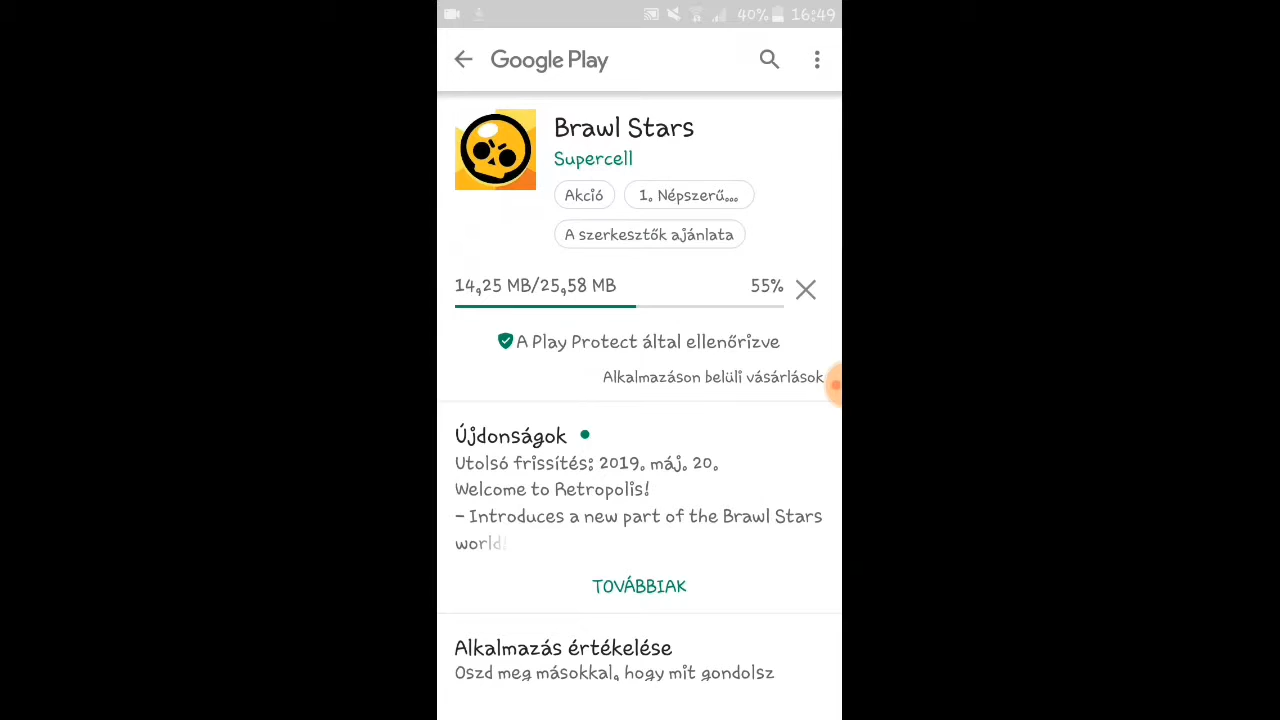 40% 16:49
Google Play
Brawl Stars
Supercell
Akció
1. Népszerű...
A szerkesztők ajánlata
14,25 MB/25,58 MB 55%
A Play Protect által ellenőrizve
Alkalmazáson belüli vásárlások
Újdonságok
Utolsó frissítés: 2019. máj. 20.
Welcome to Retropolis!
- Introduces a new part of the Brawl Stars
world!
TOVÁBBIAK
Alkalmazás értékelése
Oszd meg másokkal, hogy mit gondolsz